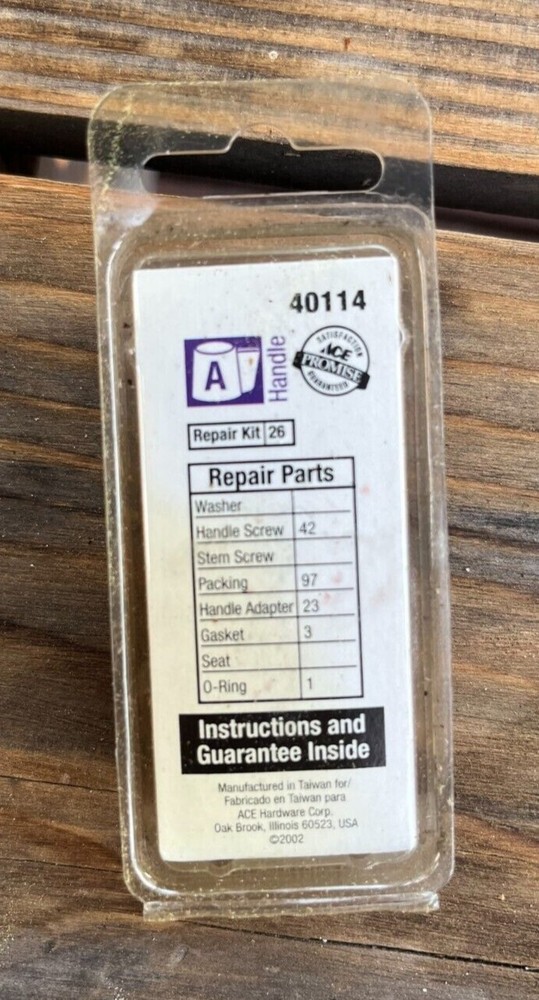 40114
A
Handle
SATISFACTION
ACE
PROMISE
GUARANTEED
Repair Kit 26
Repair Parts
Washer
Handle Screw 42
Stem Screw
Packing 97
Handle Adapter 23
Gasket 3
Seat
O-Ring 1
Instructions and
Guarantee Inside
Manufactured in Taiwan for/
Fabricado en Taiwan para
ACE Hardware Corp.
Oak Brook, Illinois 60523, USA
©2002